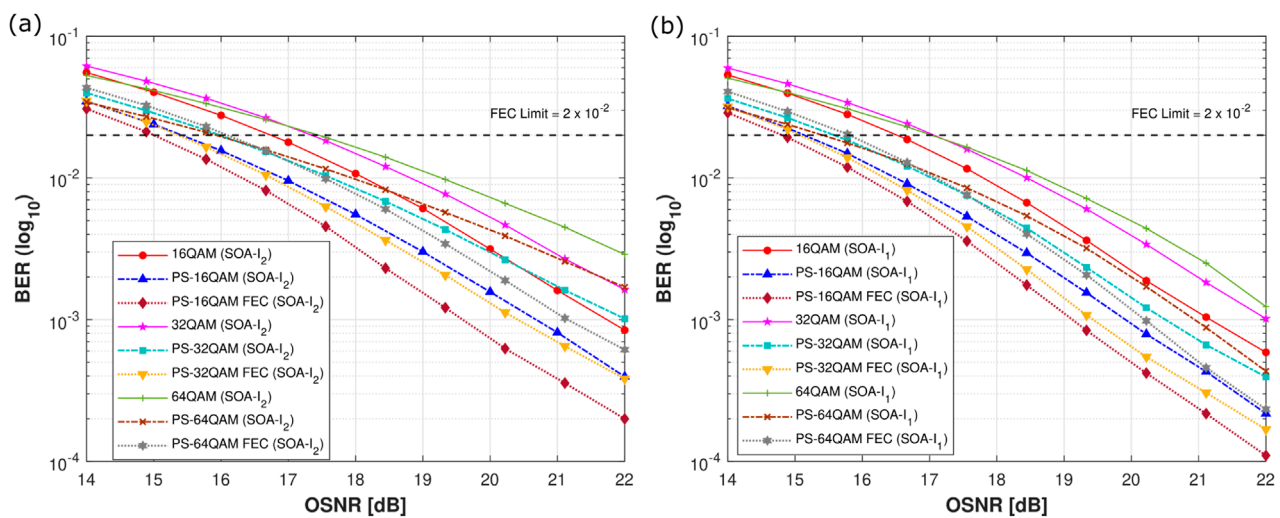 (a)
BER (log10)
10-1
10-2
10-3
10-4
FEC Limit = 2 x 10-2
16QAM (SOA-I2)
PS-16QAM (SOA-I2)
PS-16QAM FEC (SOA-I2)
32QAM (SOA-I2)
PS-32QAM (SOA-I2)
PS-32QAM FEC (SOA-I2)
64QAM (SOA-I2)
PS-64QAM (SOA-I2)
PS-64QAM FEC (SOA-I2)
14 15 16 17 18 19 20 21 22
OSNR [dB]
(b)
BER (log10)
10-1
10-2
10-3
10-4
FEC Limit = 2 x 10-2
16QAM (SOA-I1)
PS-16QAM (SOA-I1)
PS-16QAM FEC (SOA-I1)
32QAM (SOA-I1)
PS-32QAM (SOA-I1)
PS-32QAM FEC (SOA-I1)
64QAM (SOA-I1)
PS-64QAM (SOA-I1)
PS-64QAM FEC (SOA-I1)
14 15 16 17 18 19 20 21 22
OSNR [dB]